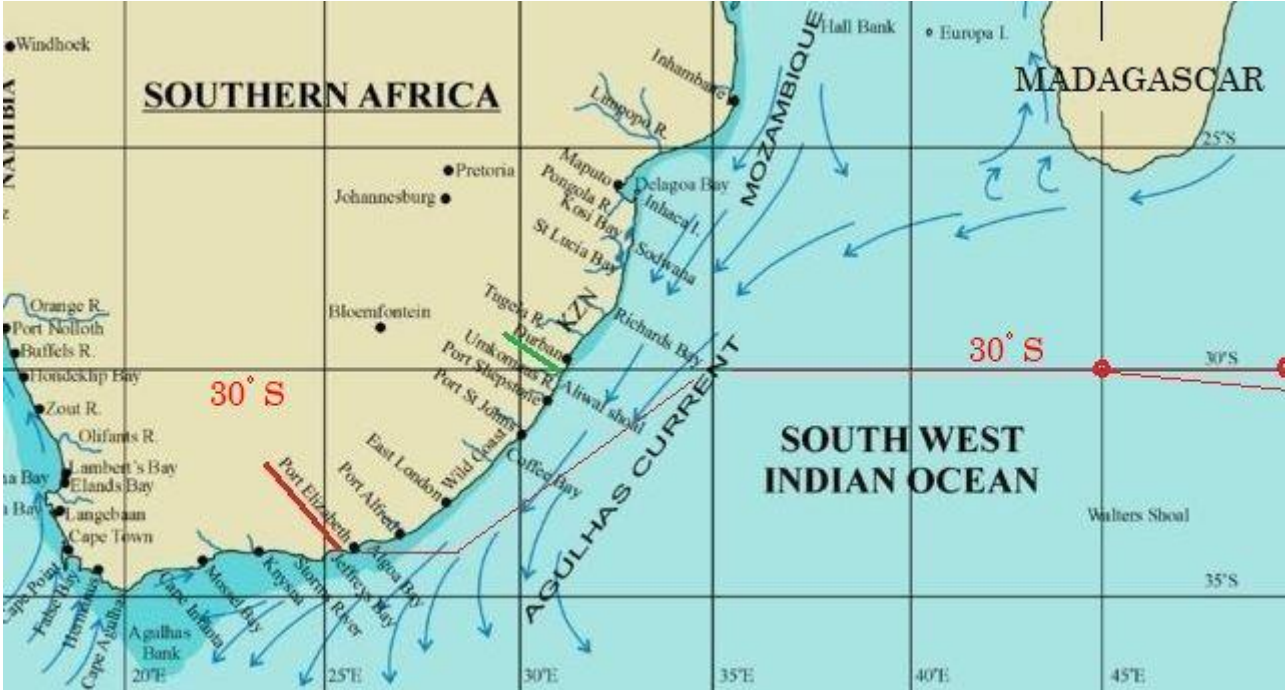 Windhoek
NAMIBIA
SOUTHERN AFRICA
Inhambane
Hall Bank
Europa I.
MADAGASCAR
MOZAMBIQUE
Limpopo R.
25°S
Pretoria
Johannesburg
Maputo
Delagoa Bay
Pongola R.
Inhaca I.
Kosi Bay
Sodwana
St Lucia Bay
Orange R.
Port Nolloth
Buffels R.
Hondeklip Bay
Zout R.
Olifants R.
Lambert's Bay
Elands Bay
Langebaan
Cape Town
Bloemfontein
Tugela R.
KZN
Richards Bay
Durban
Umkomaas R.
Port Shepstone
Aliwal shoal
Port St Johns
30° S
30° S
30°S
Wild Coast
Coffee Bay
East London
Port Alfred
Port Elizabeth
AGULHAS CURRENT
SOUTH WEST
INDIAN OCEAN
Walters Shoal
35°S
Algoa Bay
Jeffreys Bay
Storms River
Knysna
Mossel Bay
Cape Infanta
Cape Agulhas
Hermanus
False Bay
Cape Point
Agulhas
Bank
20°E
25°E
30°E
35°E
40°E
45°E